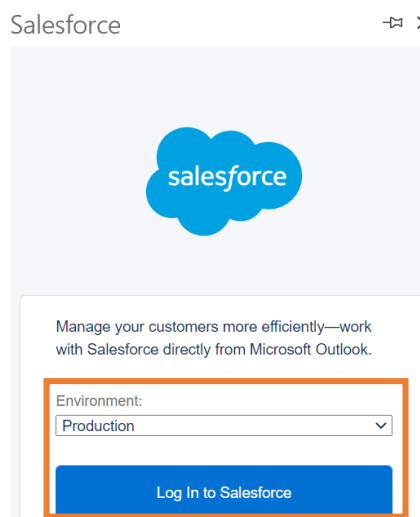 Salesforce
salesforce
Manage your customers more efficiently—work
with Salesforce directly from Microsoft Outlook.
Environment:
Production
Log In to Salesforce